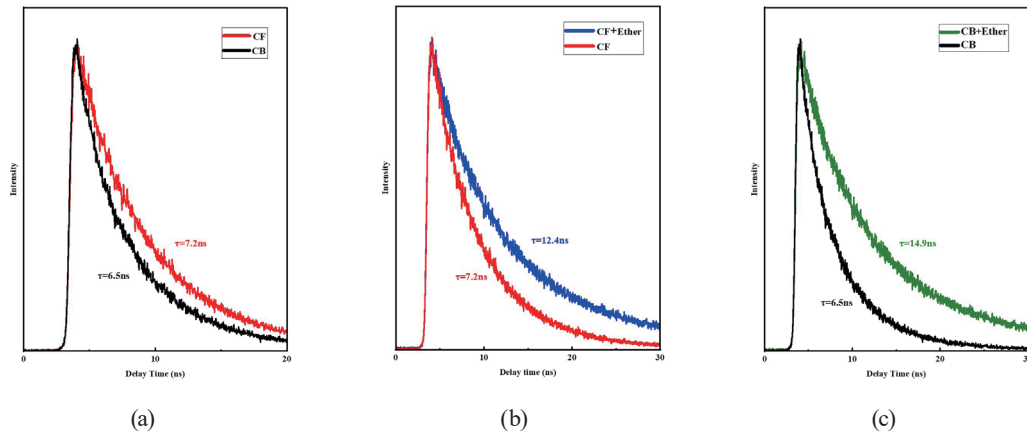 CF
CB
Intensity
τ=7.2ns
τ=6.5ns
0
10
20
Delay Time (ns)
(a)
CF+Ether
CF
Intensity
τ=12.4ns
τ=7.2ns
0
10
20
30
Delay time (ns)
(b)
CB+Ether
CB
Intensity
τ=14.9ns
τ=6.5ns
0
10
20
30
Delay Time (ns)
(c)